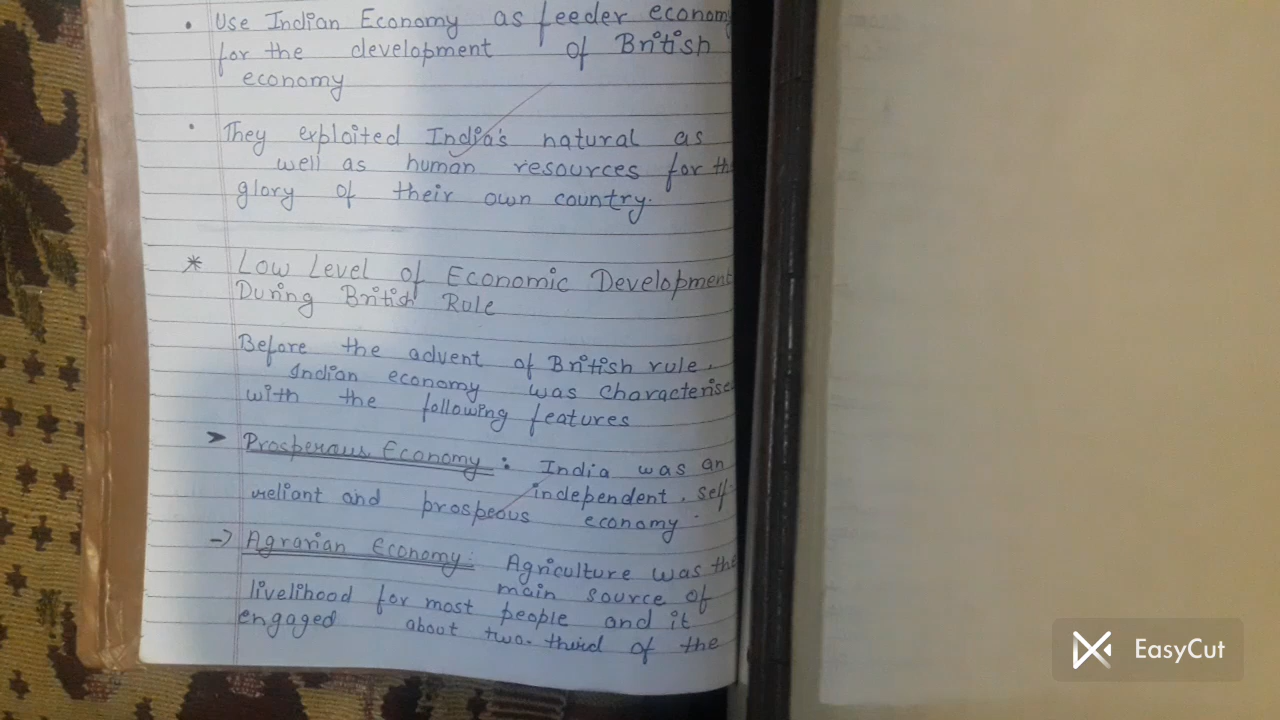 • Use Indian Economy as feeder economy
for the development of British
economy
• They exploited India's natural as
well as human resources for the
glory of their own country.
* Low Level of Economic Development
During British Rule
Before the advent of British rule,
Indian economy was characterise
with the following features
➤ Prosperous Economy : India was an
independent, self-
reliant and prospeous economy.
→ Agrarian Economy: Agriculture was the
main source of
livelihood for most people and it
engaged about two-third of the
EasyCut